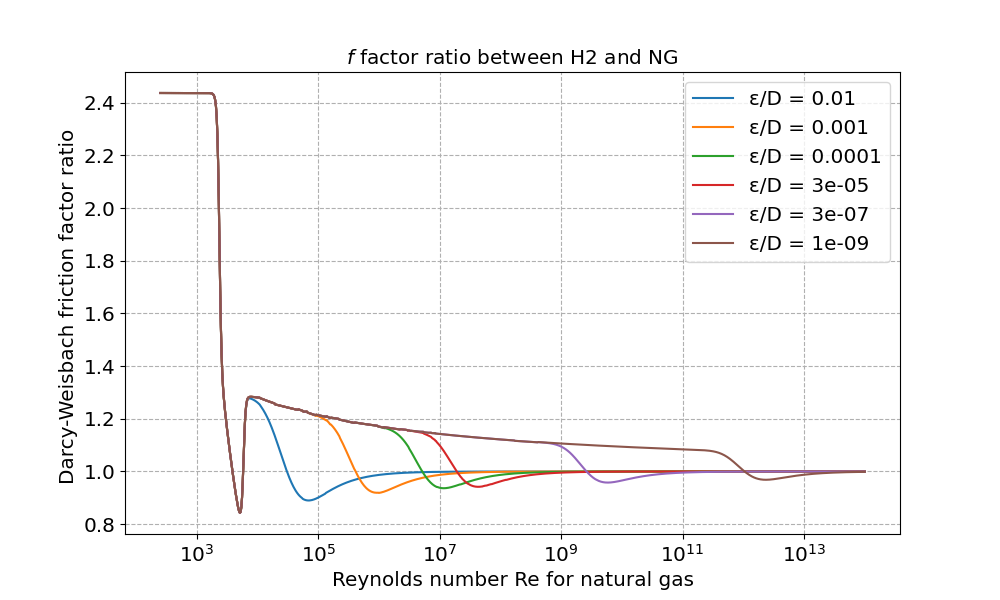 f factor ratio between H2 and NG
Darcy-Weisbach friction factor ratio
2.4
2.2
2.0
1.8
1.6
1.4
1.2
1.0
0.8
ε/D = 0.01
ε/D = 0.001
ε/D = 0.0001
ε/D = 3e-05
ε/D = 3e-07
ε/D = 1e-09
10³ 10⁵ 10⁷ 10⁹ 10¹¹ 10¹³
Reynolds number Re for natural gas